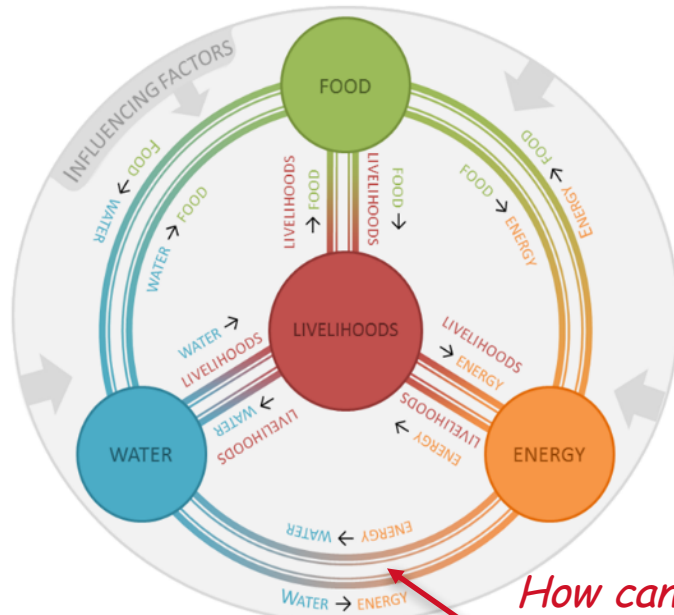 INFLUENCING FACTORS
FOOD
FOOD → WATER
WATER → FOOD
LIVELIHOODS → FOOD
FOOD → LIVELIHOODS
ENERGY → FOOD
FOOD → ENERGY
LIVELIHOODS
WATER → LIVELIHOODS
LIVELIHOODS → WATER
LIVELIHOODS → ENERGY
ENERGY → LIVELIHOODS
WATER
ENERGY
ENERGY → WATER
WATER → ENERGY
How can